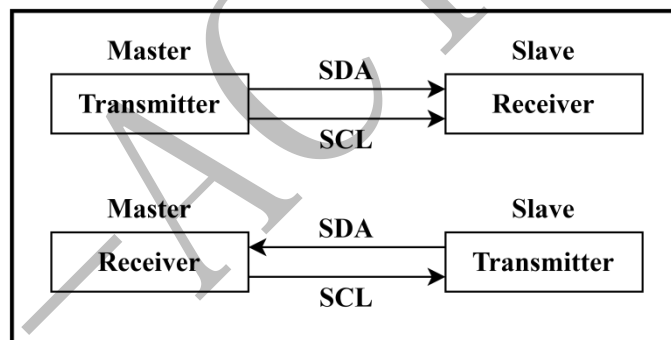 Master Slave
SDA
Transmitter Receiver
SCL
Master Slave
SDA
Receiver Transmitter
SCL